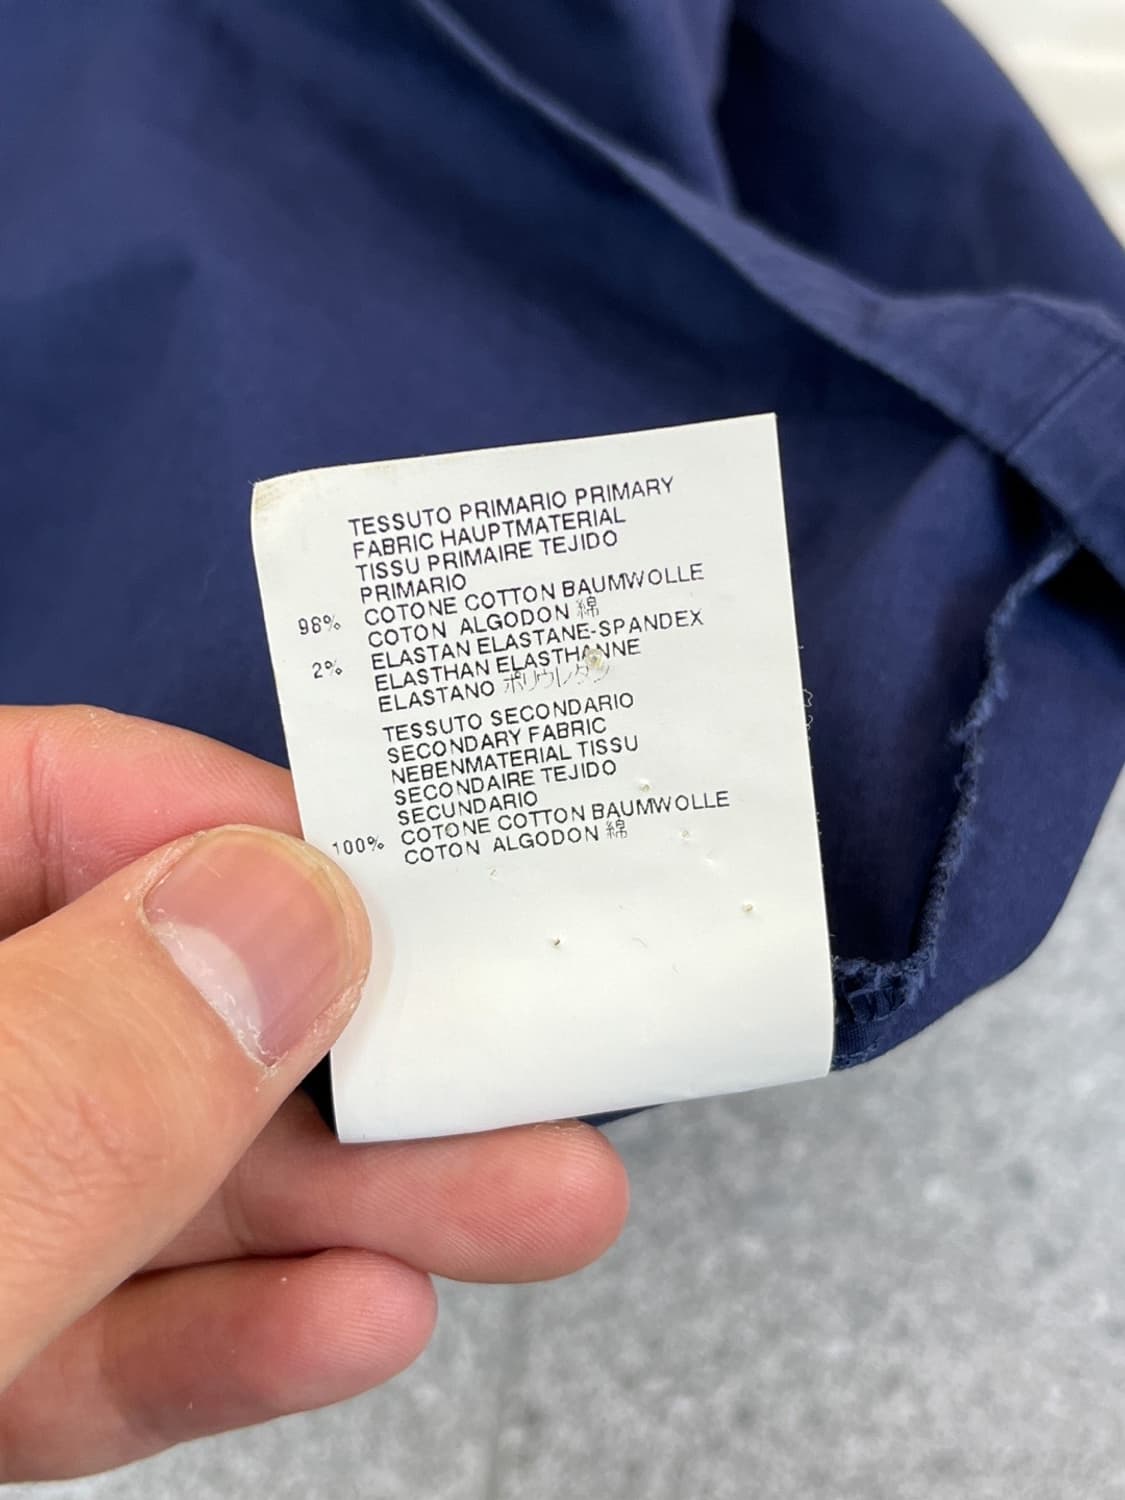 TESSUTO PRIMARIO PRIMARY
FABRIC HAUPTMATERIAL
TISSU PRIMAIRE TEJIDO
PRIMARIO
98% COTONE COTTON BAUMWOLLE
COTON ALGODON 綿
2% ELASTAN ELASTANE-SPANDEX
ELASTHAN ELASTHANNE
ELASTANO ポリウレタン
TESSUTO SECONDARIO
SECONDARY FABRIC
NEBENMATERIAL TISSU
SECONDAIRE TEJIDO
SECUNDARIO
100% COTONE COTTON BAUMWOLLE
COTON ALGODON 綿